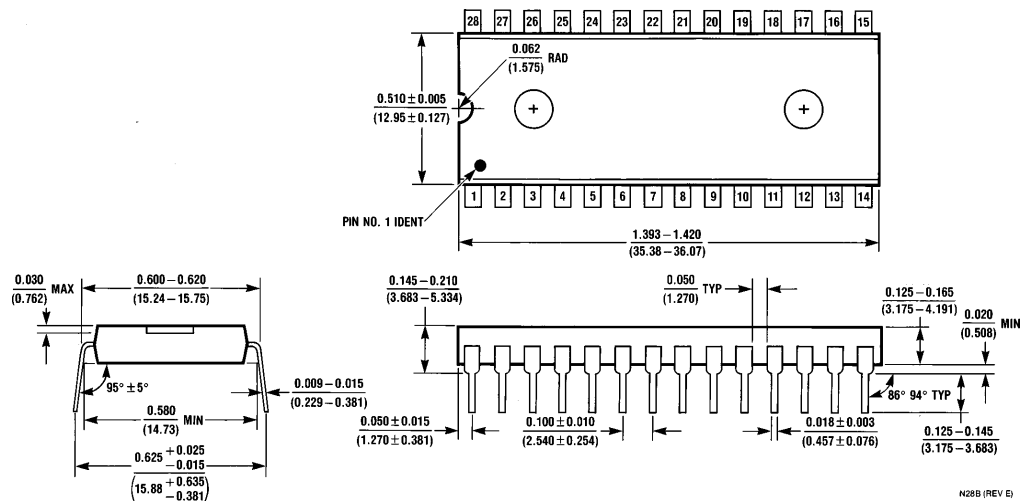 28 27 26 25 24 23 22 21 20 19 18 17 16 15
0.062
(1.575) RAD
0.510 ± 0.005
(12.95 ± 0.127)
PIN NO. 1 IDENT
1 2 3 4 5 6 7 8 9 10 11 12 13 14
1.393 – 1.420
(35.38 – 36.07)
0.030
(0.762) MAX
0.600 – 0.620
(15.24 – 15.75)
95° ± 5°
0.009 – 0.015
(0.229 – 0.381)
0.580
(14.73) MIN
0.625 + 0.025
– 0.015
(15.88 + 0.635
– 0.381)
0.145 – 0.210
(3.683 – 5.334)
0.050
(1.270) TYP
0.125 – 0.165
(3.175 – 4.191)
0.020
(0.508) MIN
86° 94° TYP
0.050 ± 0.015
(1.270 ± 0.381)
0.100 ± 0.010
(2.540 ± 0.254)
0.018 ± 0.003
(0.457 ± 0.076)
0.125 – 0.145
(3.175 – 3.683)
N28B (REV E)